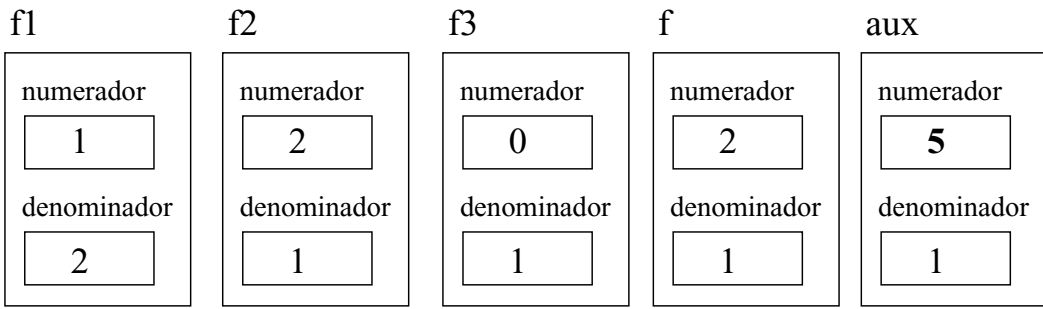 f1 f2 f3 f aux
numerador numerador numerador numerador numerador
1 2 0 2 5
denominador denominador denominador denominador denominador
2 1 1 1 1